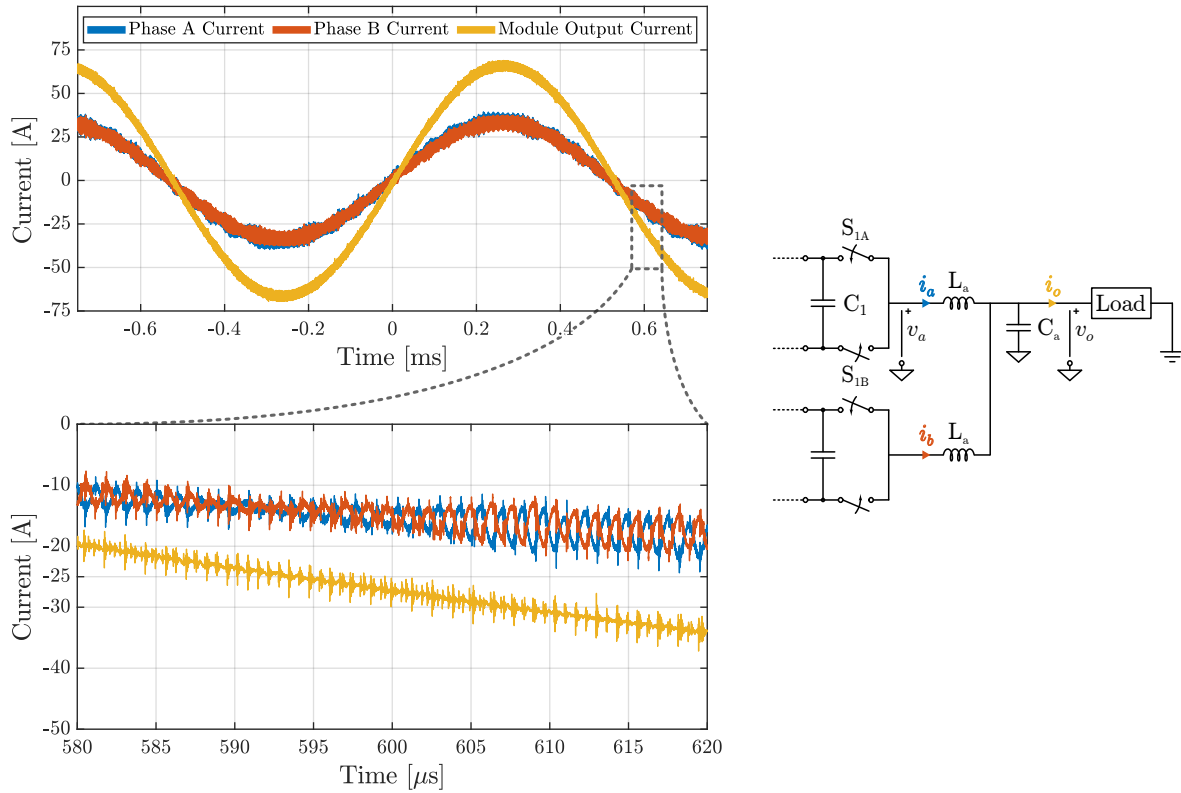 Phase A Current Phase B Current Module Output Current
Current [A]
75
50
25
0
-25
-50
-75
-0.6 -0.4 -0.2 0 0.2 0.4 0.6
Time [ms]
Current [A]
0
-10
-20
-25
-30
-40
-50
580 585 590 595 600 605 610 615 620
Time [μs]
S1A
C1
ia
La
io
Load
va
Ca
vo
S1B
ib
La